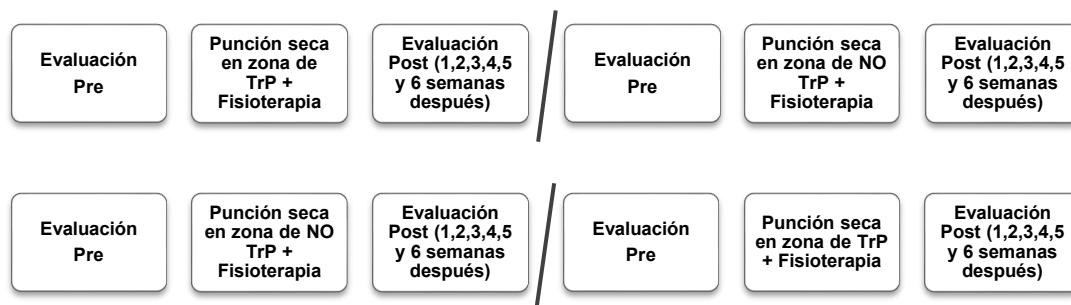 Evaluación
Pre
Punción seca
en zona de
TrP +
Fisioterapia
Evaluación
Post (1,2,3,4,5
y 6 semanas
después)
Evaluación
Pre
Punción seca
en zona de NO
TrP +
Fisioterapia
Evaluación
Post (1,2,3,4,5
y 6 semanas
después)
Evaluación
Pre
Punción seca
en zona de NO
TrP +
Fisioterapia
Evaluación
Post (1,2,3,4,5
y 6 semanas
después)
Evaluación
Pre
Punción seca
en zona de TrP
+ Fisioterapia
Evaluación
Post (1,2,3,4,5
y 6 semanas
después)